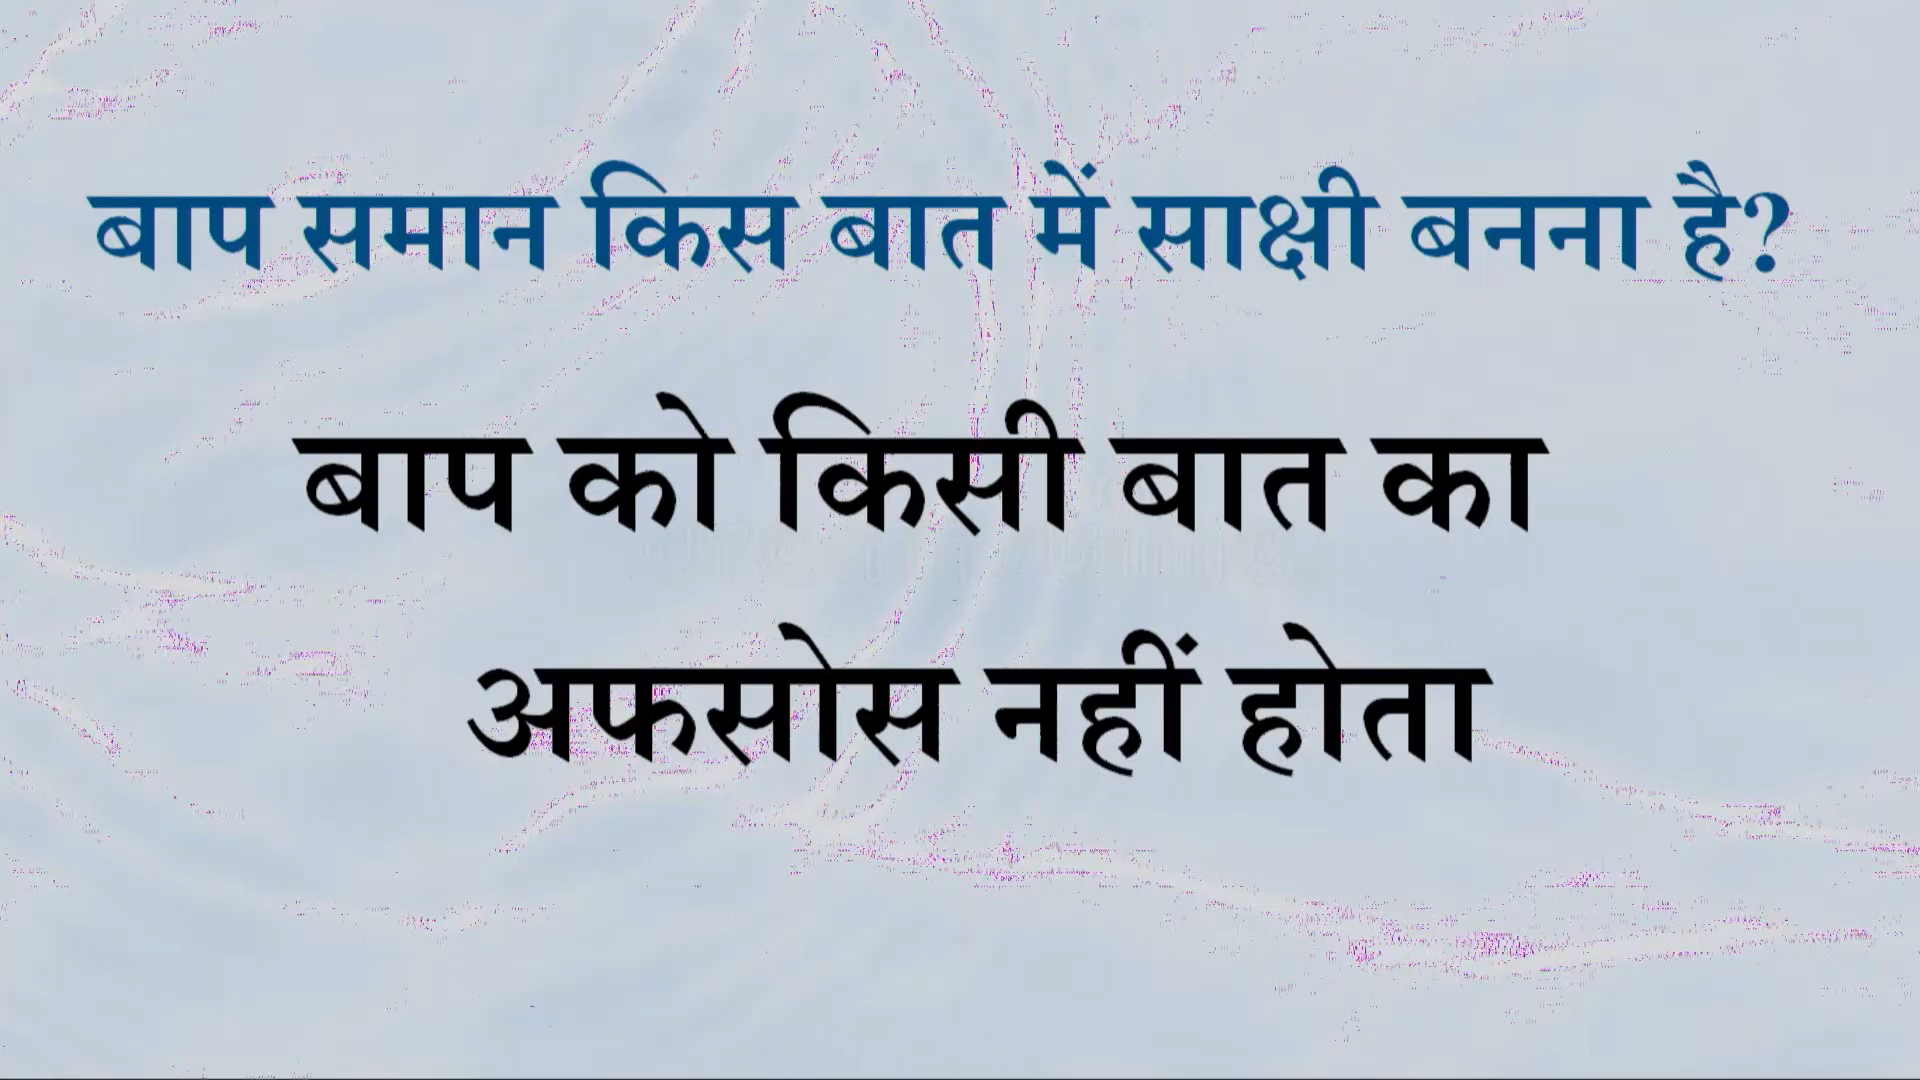 बाप समान किस बात में साक्षी बनना है?
बाप को किसी बात का
अफसोस नहीं होता